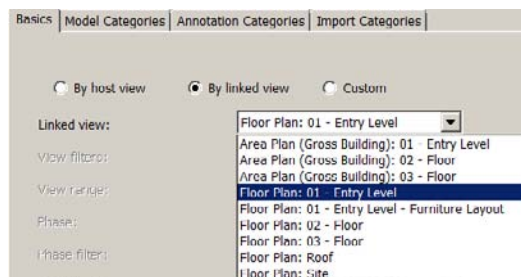 Basics Model Categories Annotation Categories Import Categories
By host view By linked view Custom
Linked view: Floor Plan: 01 - Entry Level
Area Plan (Gross Building): 01 - Entry Level
View filters: Area Plan (Gross Building): 02 - Floor
Area Plan (Gross Building): 03 - Floor
View range: Floor Plan: 01 - Entry Level
Floor Plan: 01 - Entry Level - Furniture Layout
Phase: Floor Plan: 02 - Floor
Floor Plan: 03 - Floor
Phase filter: Floor Plan: Roof
Floor Plan: Site